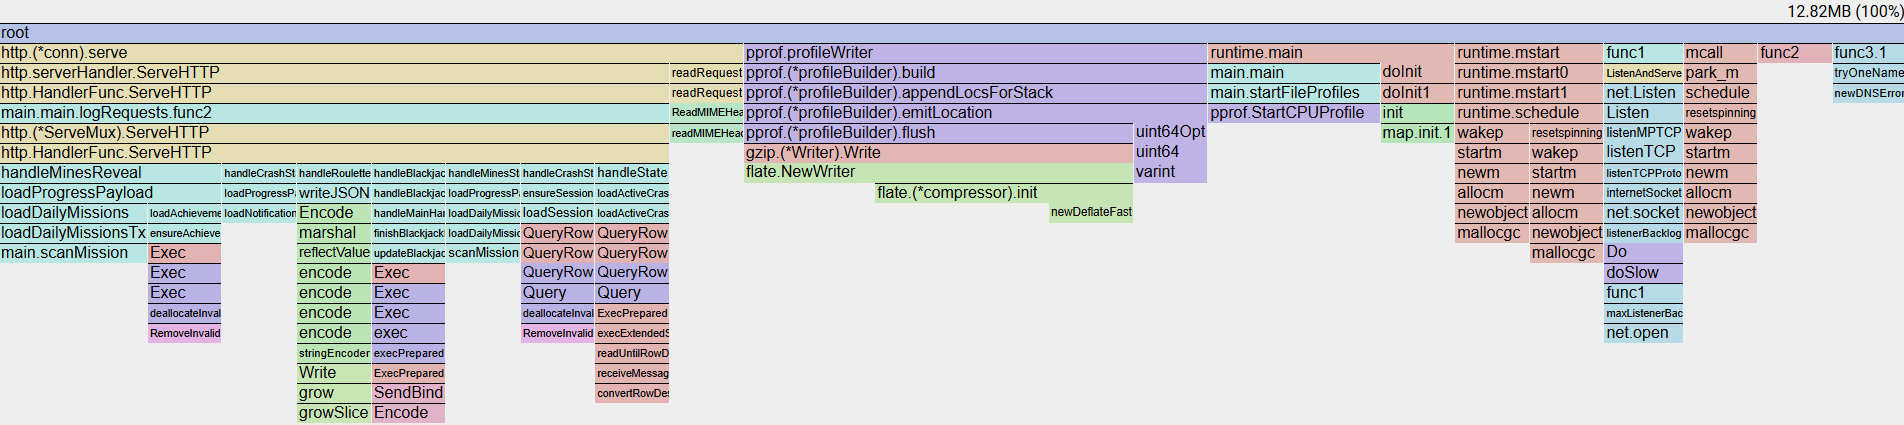 12.82MB (100%)
root
http.(*conn).serve pprof.profileWriter runtime.main runtime.mstart func1 mcall func2 func3.1
http.serverHandler.ServeHTTP readRequest pprof.(*profileBuilder).build main.main doInit runtime.mstart0 ListenAndServe park_m tryOneName
http.HandlerFunc.ServeHTTP readRequest pprof.(*profileBuilder).appendLocsForStack main.startFileProfiles doInit1 runtime.mstart1 net.Listen schedule newDNSError
main.main.logRequests.func2 ReadMIMEHea pprof.(*profileBuilder).emitLocation pprof.StartCPUProfile init runtime.schedule Listen resetspinning
http.(*ServeMux).ServeHTTP readMIMEHead pprof.(*profileBuilder).flush uint64Opt map.init.1 wakep resetspinning listenMPTCP wakep
http.HandlerFunc.ServeHTTP gzip.(*Writer).Write uint64 startm wakep listenTCP startm
handleMinesReveal handleCrashSt handleRoulette handleBlackjac handleMinesSt handleCrashSt handleState flate.NewWriter varint newm startm listenTCPProto newm
loadProgressPayload loadProgressPa writeJSON handleBlackjac loadProgressP ensureSession loadActiveCras flate.(*compressor).init allocm newm internetSocket allocm
loadDailyMissions loadAchieveme loadNotification Encode handleMainHan loadDailyMissic loadSession loadActiveCras newDeflateFast newobject allocm net.socket newobject
loadDailyMissionsTx ensureAchieve marshal finishBlackjack loadDailyMissic QueryRow QueryRow mallocgc newobject listenerBacklog mallocgc
main.scanMission Exec reflectValue updateBlackjac scanMission QueryRow QueryRow mallocgc Do
Exec encode Exec QueryRow QueryRow doSlow
Exec encode Exec Query Query func1
deallocateInval encode Exec deallocateInval ExecPrepared maxListenerBac
RemoveInvalid encode exec RemoveInvalid execExtendedS net.open
stringEncoder execPrepared readUntilRowD
Write ExecPrepared receiveMessag
grow SendBind convertRowDes
growSlice Encode